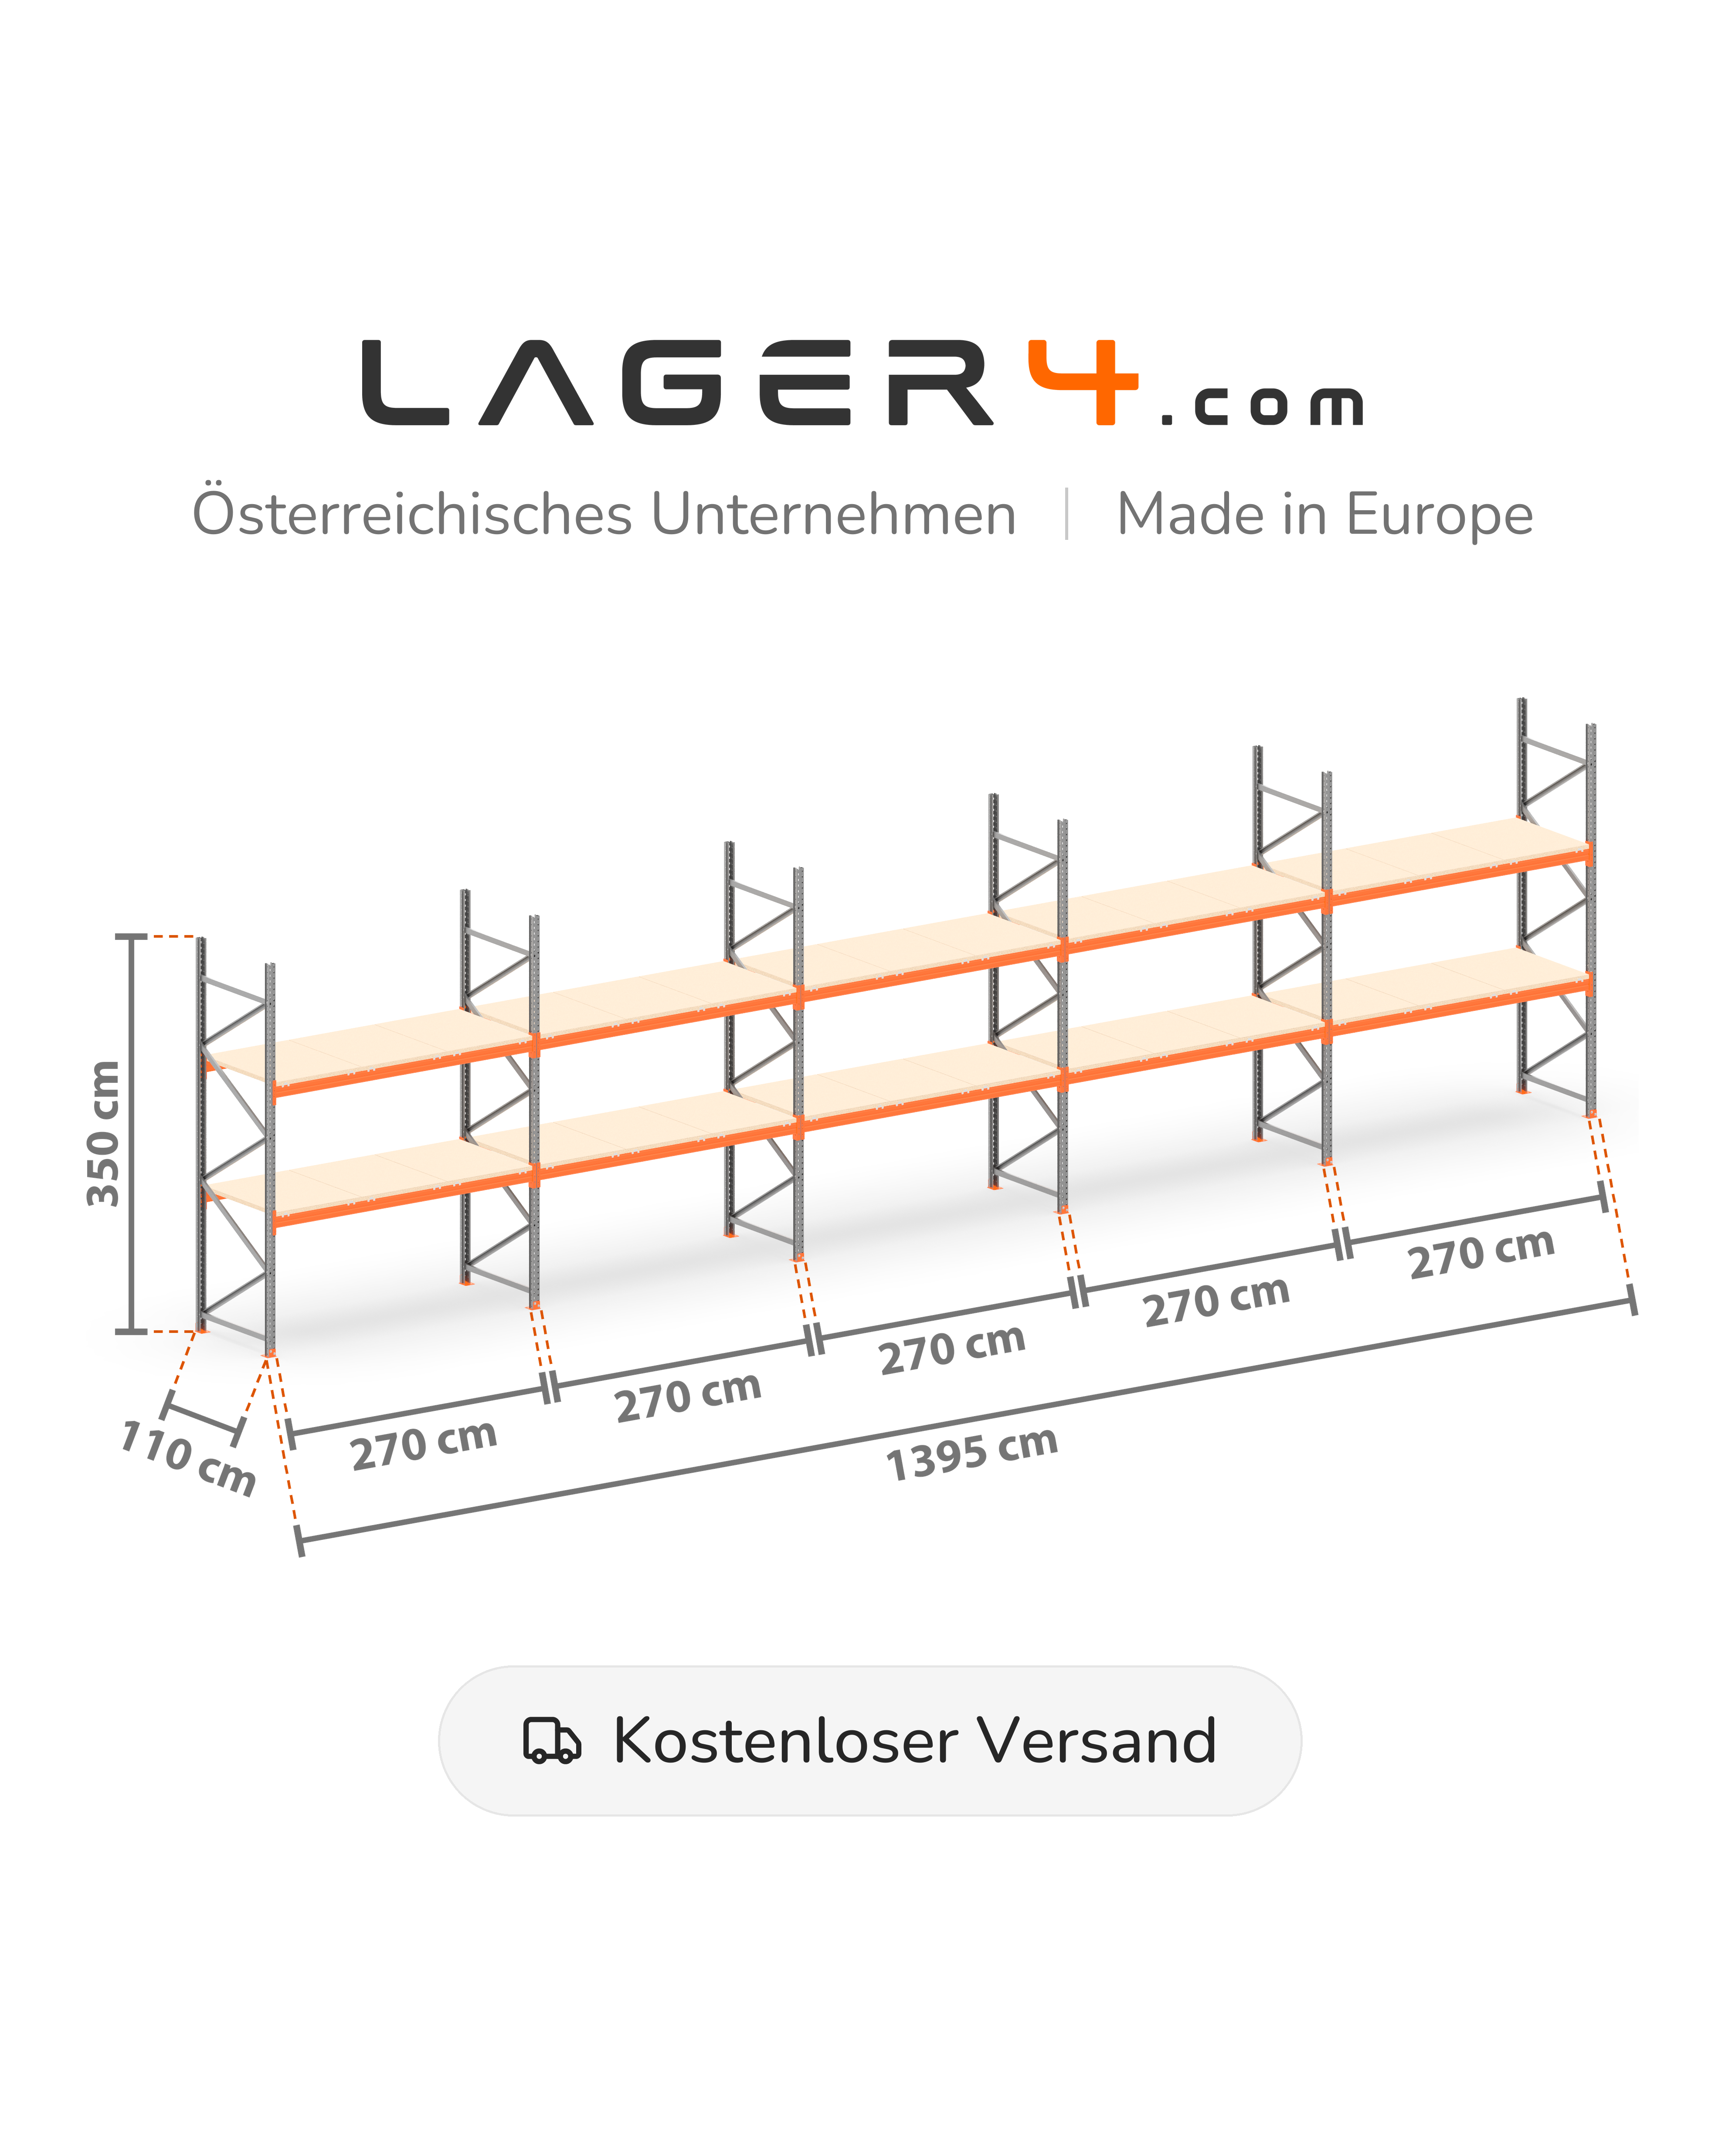 LAGER4.com
Österreichisches Unternehmen | Made in Europe
350 cm
110 cm
270 cm
270 cm
270 cm
270 cm
270 cm
1395 cm
Kostenloser Versand